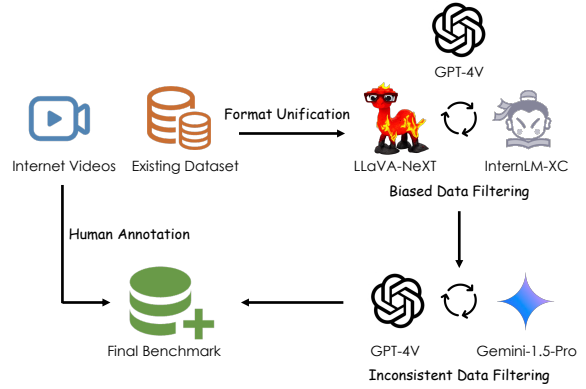 GPT-4V
Format Unification
Internet Videos
Existing Dataset
LLaVA-NeXT
InternLM-XC
Biased Data Filtering
Human Annotation
Final Benchmark
GPT-4V
Gemini-1.5-Pro
Inconsistent Data Filtering